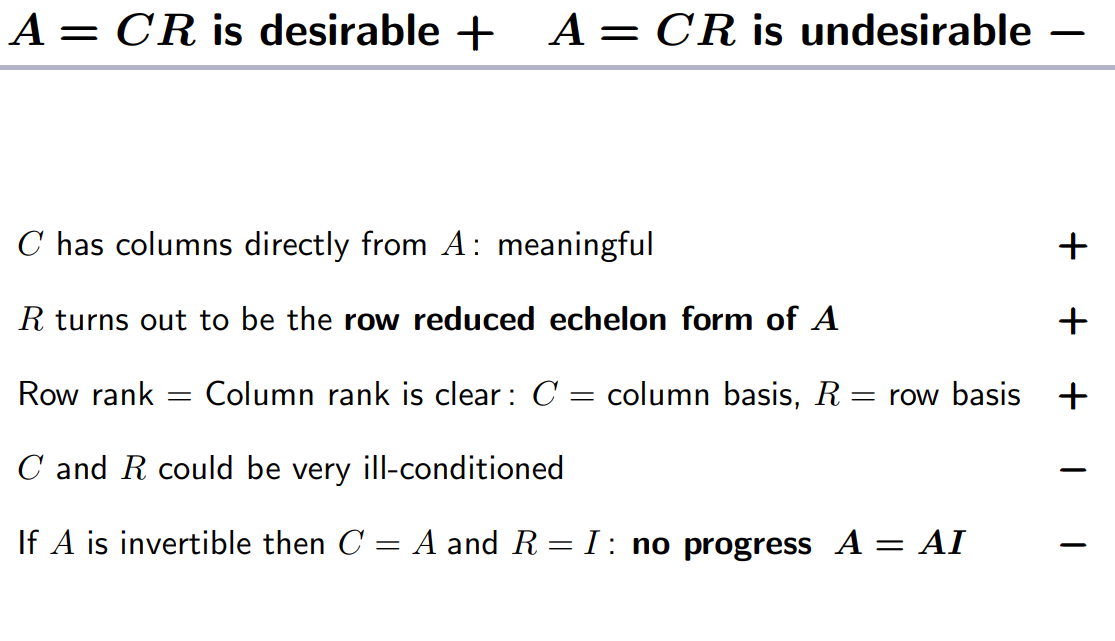 A = CR is desirable + A = CR is undesirable −
C has columns directly from A : meaningful +
R turns out to be the row reduced echelon form of A +
Row rank = Column rank is clear : C = column basis, R = row basis +
C and R could be very ill-conditioned −
If A is invertible then C = A and R = I : no progress A = AI −